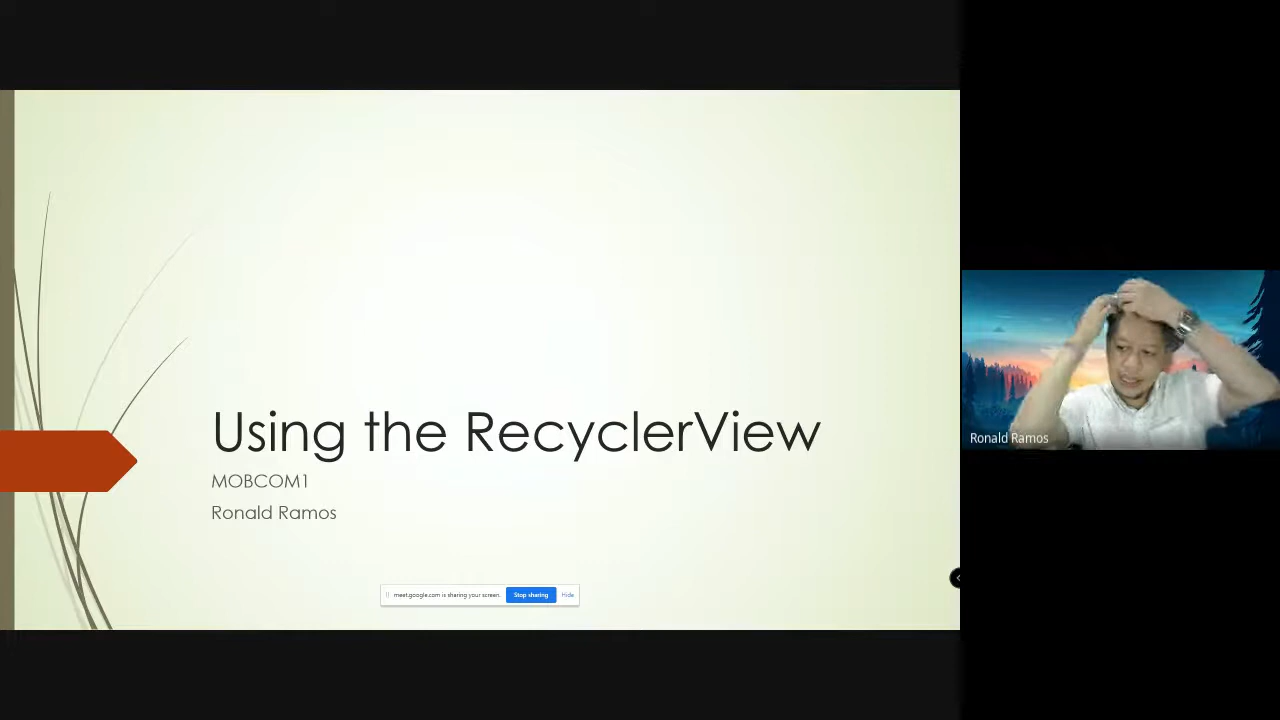 Using the RecyclerView
MOBCOM1
Ronald Ramos
meet.google.com is sharing your screen.
Stop sharing
Hide
Ronald Ramos